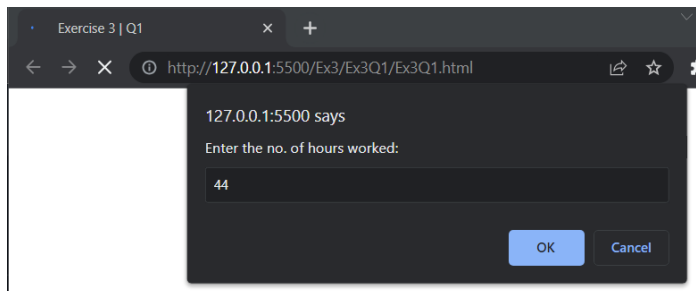 Exercise 3 | Q1
http://127.0.0.1:5500/Ex3/Ex3Q1/Ex3Q1.html
127.0.0.1:5500 says
Enter the no. of hours worked:
44
OK Cancel